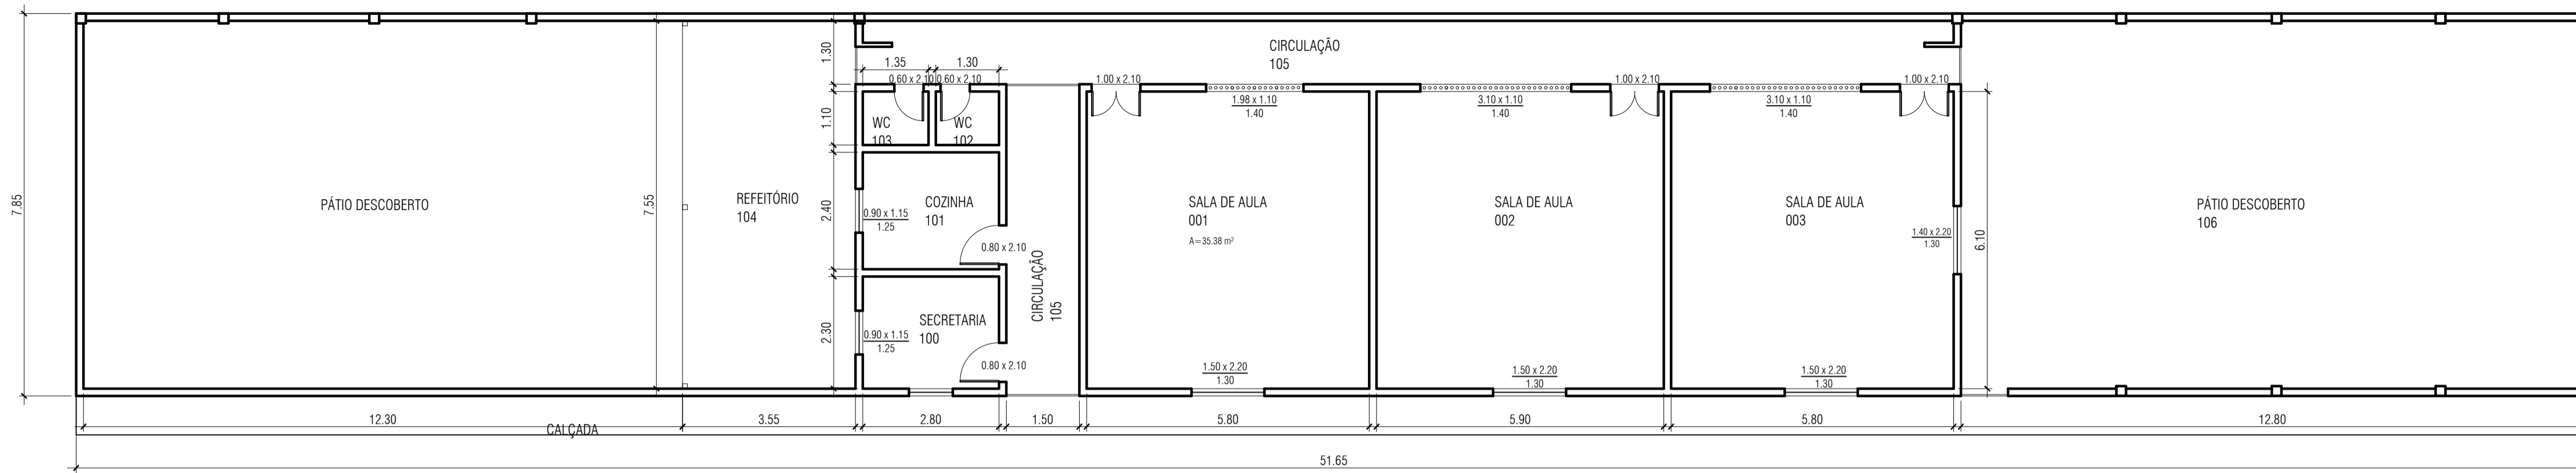 CIRCULAÇÃO
105
1.30
1.35
1.30
0.60 x 2.10
0.60 x 2.10
1.00 x 2.10
1.00 x 2.10
1.00 x 2.10
1.98 x 1.10
1.40
3.10 x 1.10
1.40
3.10 x 1.10
1.40
1.10
WC
103
WC
102
7.85
PÁTIO DESCOBERTO
7.55
REFEITÓRIO
104
2.40
0.90 x 1.15
1.25
COZINHA
101
0.80 x 2.10
SALA DE AULA
001
A=35.38 m²
SALA DE AULA
002
SALA DE AULA
003
1.40 x 2.20
1.30
6.10
PÁTIO DESCOBERTO
106
CIRCULAÇÃO
105
2.30
0.90 x 1.15
1.25
SECRETARIA
100
0.80 x 2.10
1.50 x 2.20
1.30
1.50 x 2.20
1.30
1.50 x 2.20
1.30
12.30
3.55
2.80
1.50
5.80
5.90
5.80
12.80
CALÇADA
51.65